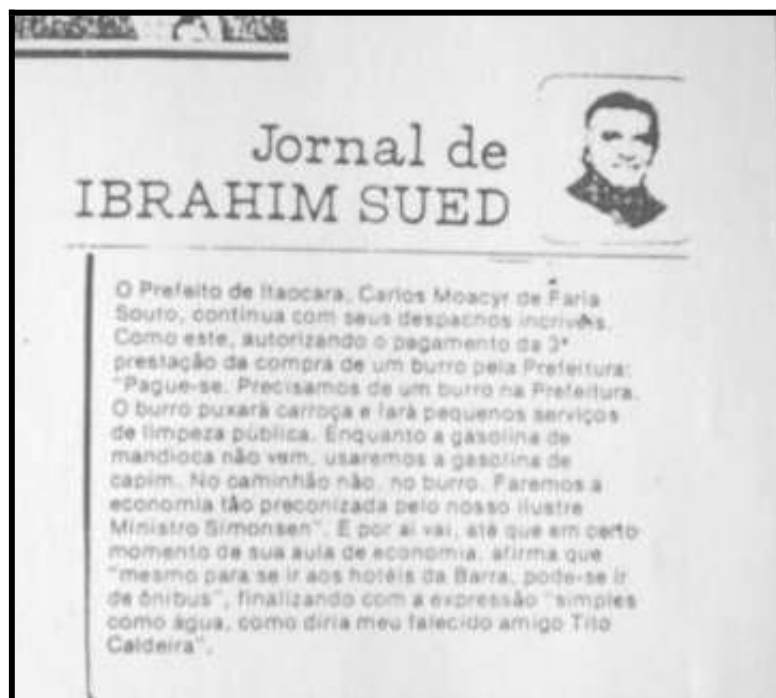 Jornal de
IBRAHIM SUED
O Prefeito de Itaocara, Carlos Moacyr de Faria
Souto, continua com seus despachos incríveis.
Como este, autorizando o pagamento da 3ª
prestação da compra de um burro pela Prefeitura:
"Pague-se. Precisamos de um burro na Prefeitura.
O burro puxará carroça e fará pequenos serviços
de limpeza pública. Enquanto a gasolina de
mandioca não vem, usaremos a gasolina de
capim. No caminhão não, no burro. Faremos a
economia tão preconizada pelo nosso ilustre
Ministro Simonsen". E por aí vai, até que em certo
momento de sua aula de economia, afirma que
"mesmo para se ir aos hotéis da Barra, pode-se ir
de ônibus", finalizando com a expressão "simples
como água, como diria meu falecido amigo Tito
Caldeira".